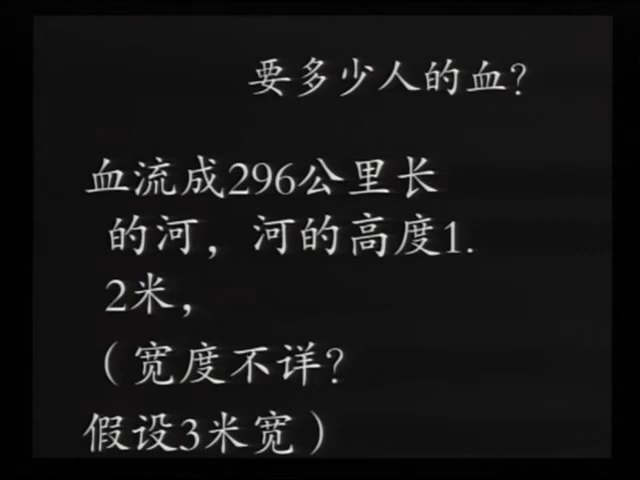 要多少人的血?
血流成296公里长
的河，河的高度1.
2米，
（宽度不详?
假设3米宽）